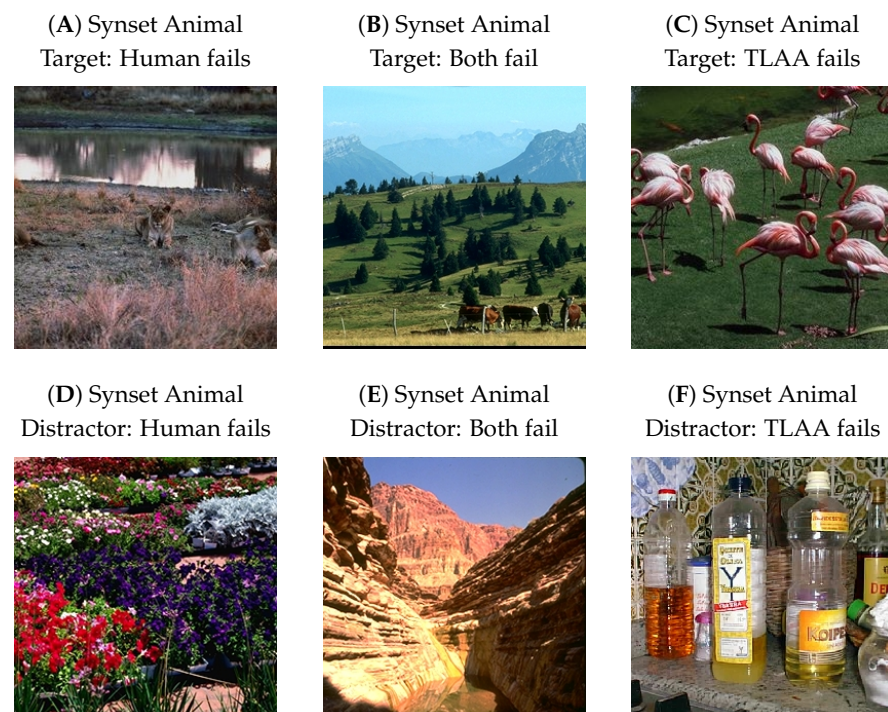 (A) Synset Animal
Target: Human fails
(B) Synset Animal
Target: Both fail
(C) Synset Animal
Target: TLAA fails
(D) Synset Animal
Distractor: Human fails
(E) Synset Animal
Distractor: Both fail
(F) Synset Animal
Distractor: TLAA fails
Y
KOIPE